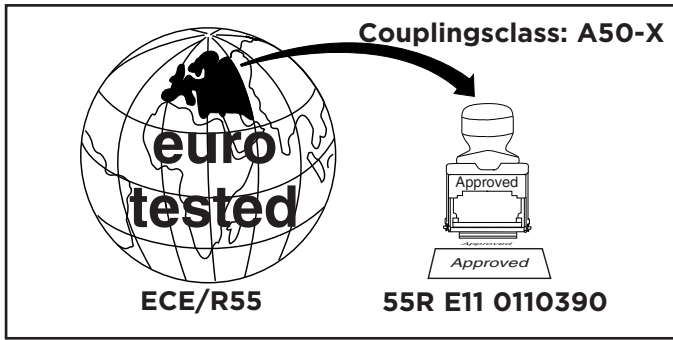 Couplingsclass: A50-X
euro
tested
Approved
Approved
Approved
ECE/R55
55R E11 0110390